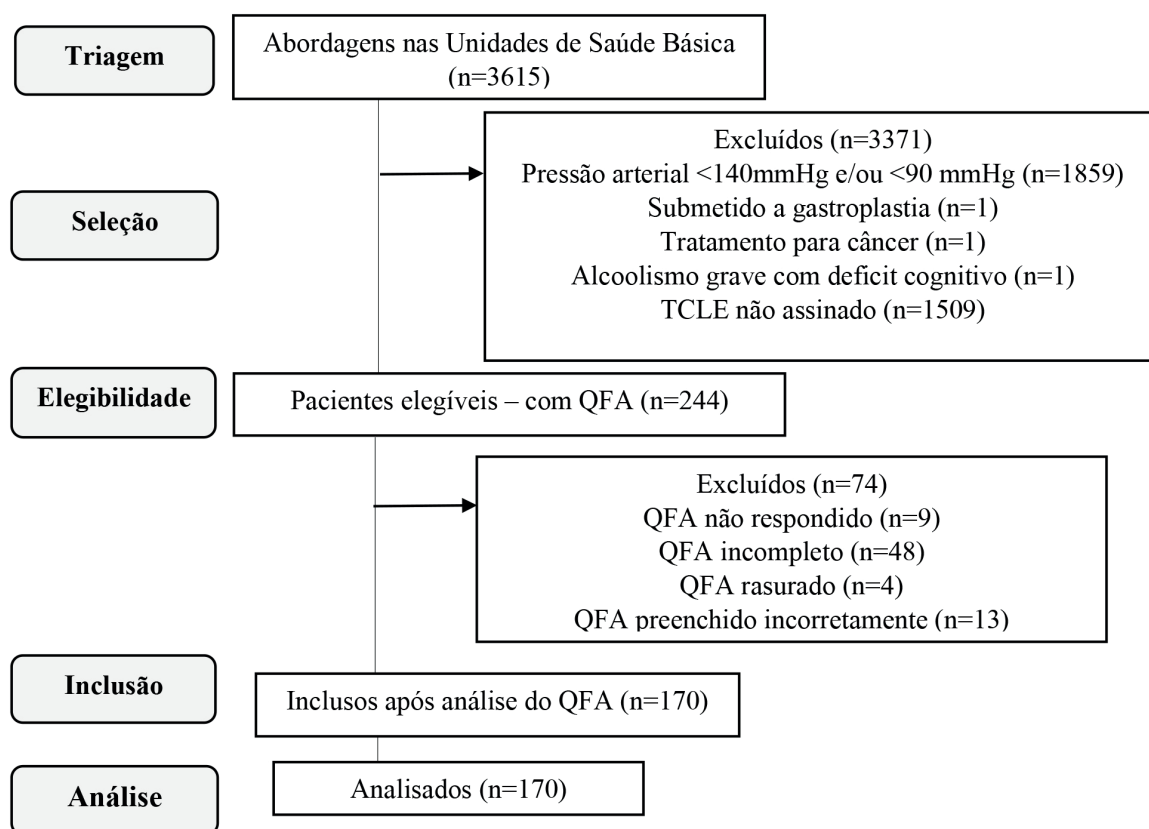 Triagem
Abordagens nas Unidades de Saúde Básica
(n=3615)
Excluídos (n=3371)
Pressão arterial <140mmHg e/ou <90 mmHg (n=1859)
Submetido a gastroplastia (n=1)
Tratamento para câncer (n=1)
Alcoolismo grave com deficit cognitivo (n=1)
TCLE não assinado (n=1509)
Seleção
Elegibilidade
Pacientes elegíveis – com QFA (n=244)
Excluídos (n=74)
QFA não respondido (n=9)
QFA incompleto (n=48)
QFA rasurado (n=4)
QFA preenchido incorretamente (n=13)
Inclusão
Inclusos após análise do QFA (n=170)
Análise
Analisados (n=170)